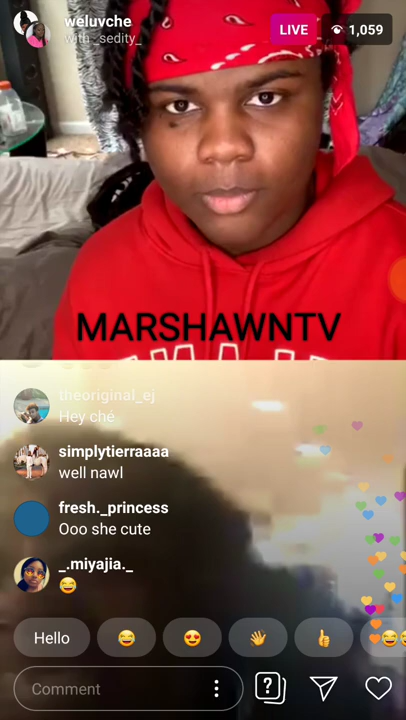 weluvche
with _sedity_
LIVE
1,059
MARSHAWNTV
theoriginal_ej
Hey ché
simplytierraaaa
well nawl
fresh._princess
Ooo she cute
_.miyajia._
😂
Hello
Comment